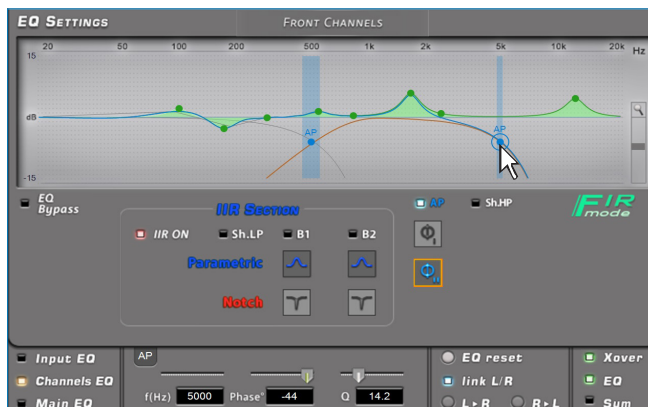 EQ Settings Front Channels
20 50 100 200 500 1k 2k 5k 10k 20k Hz
15
dB
AP AP
-15
EQ Bypass
IIR Section
AP Sh.HP
FIR mode
IIR ON Sh.LP B1 B2
Parametric
Φ I
Notch
Φ II
Input EQ
Channels EQ
Main EQ
AP
f(Hz) 5000 Phase° -44 Q 14.2
EQ reset
link L/R
L▸R R▸L
Xover
EQ
Sum